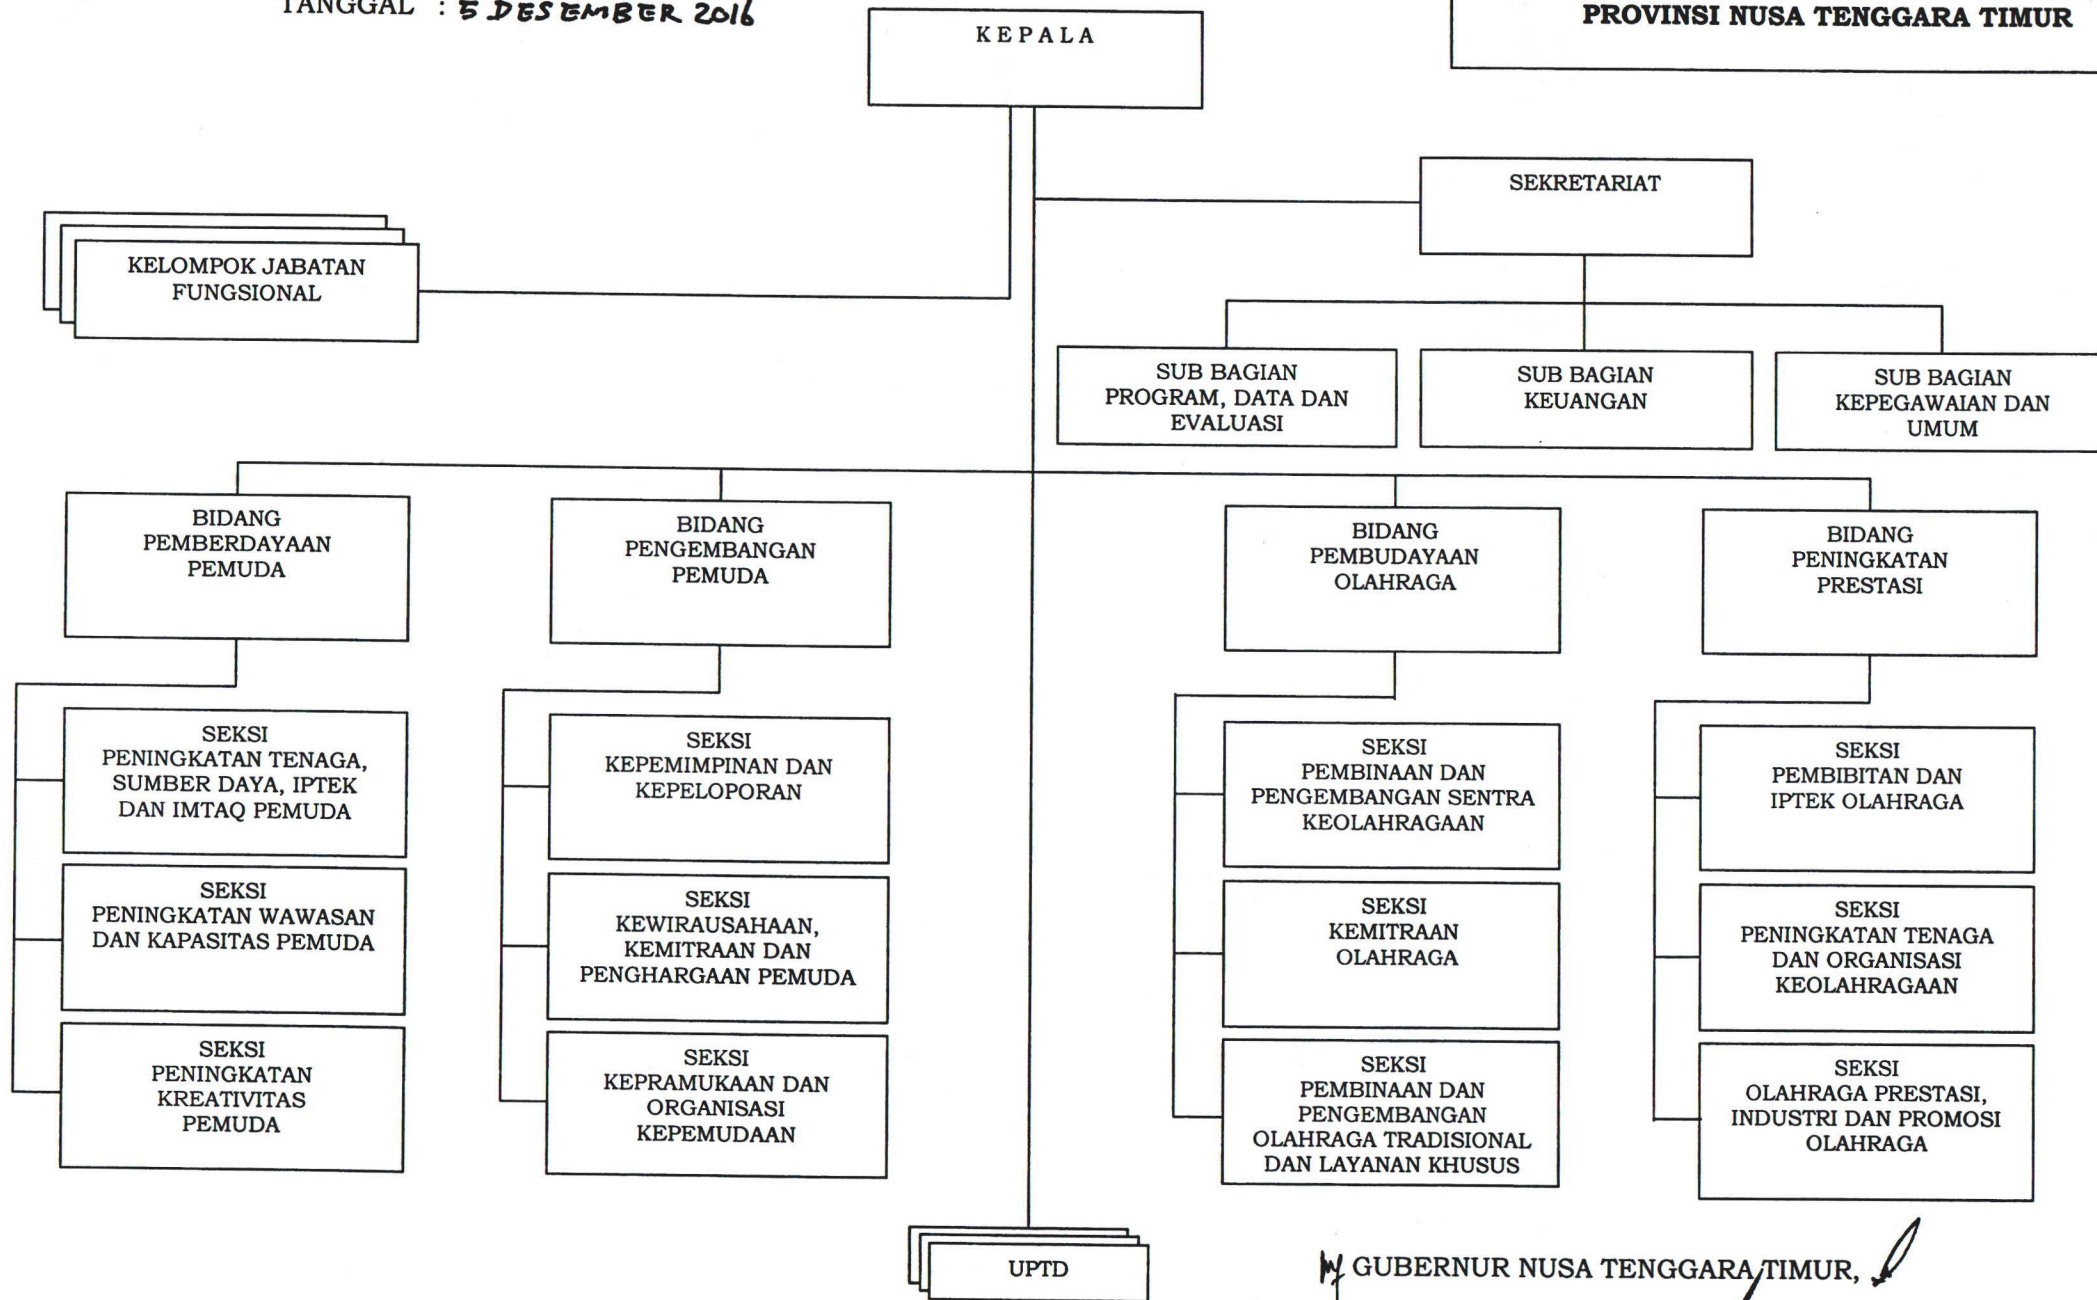 TANGGAL : 5 DESEMBER 2016
PROVINSI NUSA TENGGARA TIMUR
KEPALA
SEKRETARIAT
KELOMPOK JABATAN
FUNGSIONAL
SUB BAGIAN
PROGRAM, DATA DAN
EVALUASI
SUB BAGIAN
KEUANGAN
SUB BAGIAN
KEPEGAWAIAN DAN
UMUM
BIDANG
PEMBERDAYAAN
PEMUDA
BIDANG
PENGEMBANGAN
PEMUDA
BIDANG
PEMBUDAYAAN
OLAHRAGA
BIDANG
PENINGKATAN
PRESTASI
SEKSI
PENINGKATAN TENAGA,
SUMBER DAYA, IPTEK
DAN IMTAQ PEMUDA
SEKSI
KEPEMIMPINAN DAN
KEPELOPORAN
SEKSI
PEMBINAAN DAN
PENGEMBANGAN SENTRA
KEOLAHRAGAAN
SEKSI
PEMBIBITAN DAN
IPTEK OLAHRAGA
SEKSI
PENINGKATAN WAWASAN
DAN KAPASITAS PEMUDA
SEKSI
KEWIRAUSAHAAN,
KEMITRAAN DAN
PENGHARGAAN PEMUDA
SEKSI
KEMITRAAN
OLAHRAGA
SEKSI
PENINGKATAN TENAGA
DAN ORGANISASI
KEOLAHRAGAAN
SEKSI
PENINGKATAN
KREATIVITAS
PEMUDA
SEKSI
KEPRAMUKAAN DAN
ORGANISASI
KEPEMUDAAN
SEKSI
PEMBINAAN DAN
PENGEMBANGAN
OLAHRAGA TRADISIONAL
DAN LAYANAN KHUSUS
SEKSI
OLAHRAGA PRESTASI,
INDUSTRI DAN PROMOSI
OLAHRAGA
UPTD
GUBERNUR NUSA TENGGARA TIMUR,